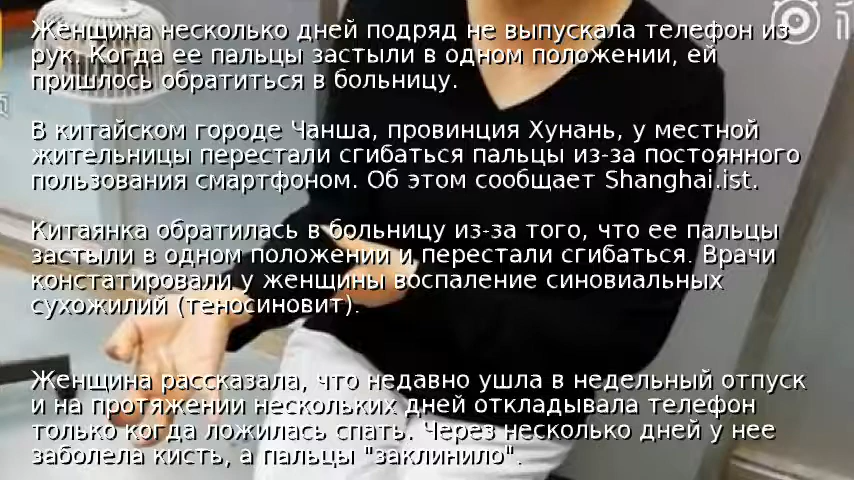 Женщина несколько дней подряд не выпускала телефон из
рук. Когда ее пальцы застыли в одном положении, ей
пришлось обратиться в больницу.
В китайском городе Чанша, провинция Хунань, у местной
жительницы перестали сгибаться пальцы из-за постоянного
пользования смартфоном. Об этом сообщает Shanghai.ist.
Китаянка обратилась в больницу из-за того, что ее пальцы
застыли в одном положении и перестали сгибаться. Врачи
констатировали у женщины воспаление синовиальных
сухожилий (теносиновит).
Женщина рассказала, что недавно ушла в недельный отпуск
и на протяжении нескольких дней откладывала телефон
только когда ложилась спать. Через несколько дней у нее
заболела кисть, а пальцы "заклинило".